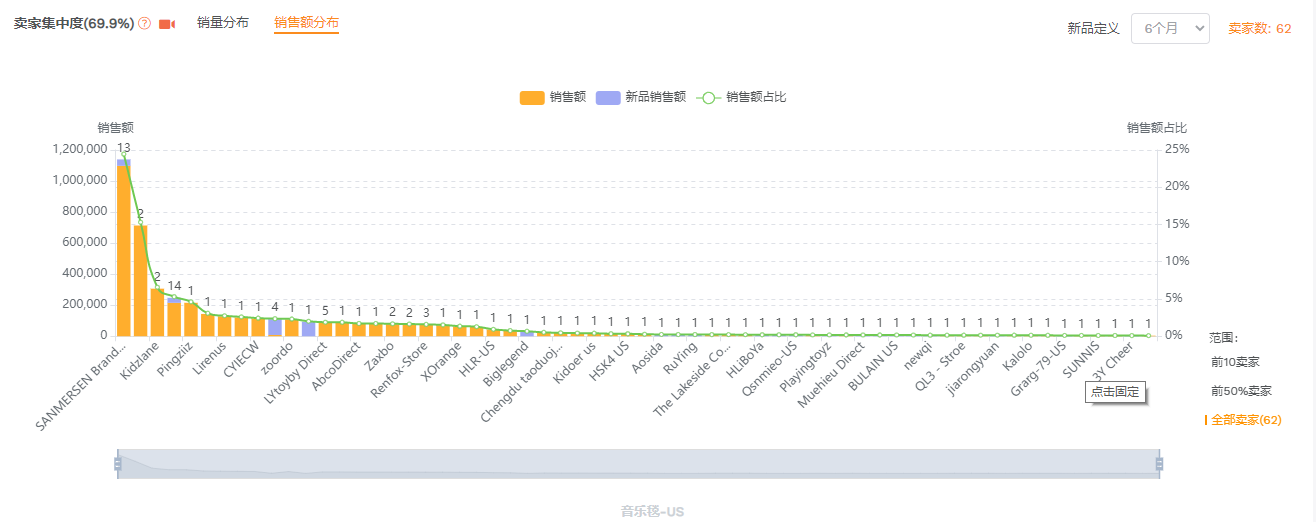 卖家集中度(69.9%) ? 销量分布 销售额分布
新品定义 6个月 卖家数: 62
销售额 新品销售额 销售额占比
销售额 销售额占比
1,200,000
1,000,000
800,000
600,000
400,000
200,000
0
13 2 2 14 1 1 1 1 1 4 1 1 5 1 1 1 2 2 3 1 1 1 1 1 1 1 1 1 1 1 1 1 1 1 1 1 1 1 1 1 1 1 1 1 1 1 1 1 1 1 1 1 1 1 1 1 1 1 1 1 1 1
25%
20%
15%
10%
5%
0%
SANMERSEN Brand...
Kidzlane
Pingziiz
Lirenus
CYIECW
zoordo
LYtoyby Direct
AbcoDirect
Zaxbo
Renfox-Store
XOrange
HLR-US
Biglegend
Chengdu taoduoj...
Kidoer us
HSK4 US
Aosida
RuYing
The Lakeside Co...
HLiBoYa
Qsnmieo-US
Playingtoyz
Muehieu Direct
BULAIN US
newqi
QL3 - Stroe
jiarongyuan
Kaloio
Grarg-79-US
SUNNIS
3Y Cheer
点击固定
范围：
前10卖家
前50%卖家
全部卖家(62)
音乐毯-US